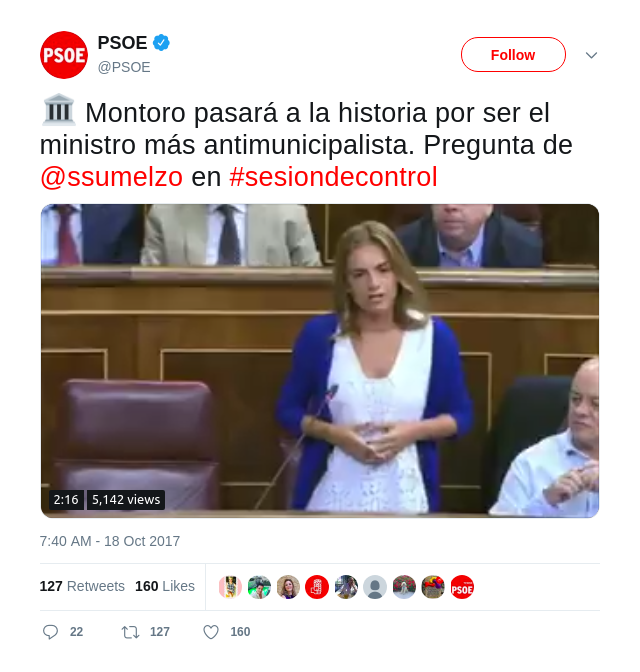 PSOE
PSOE
@PSOE
Follow
Montoro pasará a la historia por ser el
ministro más antimunicipalista. Pregunta de
@ssumelzo en #sesiondecontrol
2:16 5,142 views
7:40 AM - 18 Oct 2017
127 Retweets 160 Likes
PSOE
22 127 160